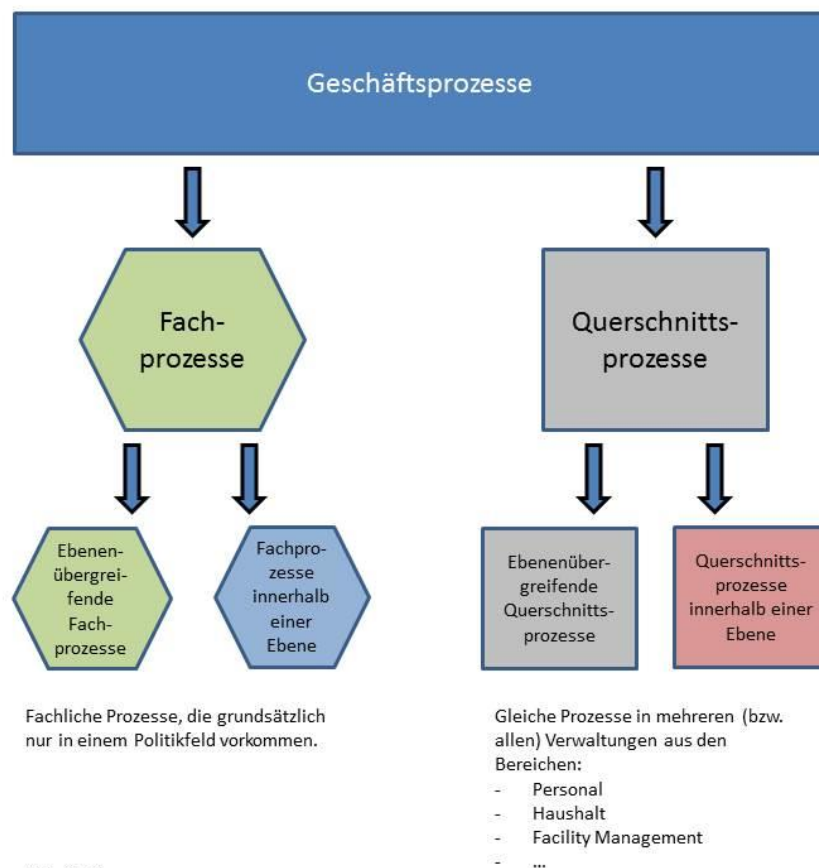 Geschäftsprozesse
Fach-
prozesse
Querschnitts-
prozesse
Ebenen-
übergrei-
fende
Fach-
prozesse
Fachpro-
zesse
innerhalb
einer
Ebene
Ebenenüber-
greifende
Querschnitts-
prozesse
Querschnitts-
prozesse
innerhalb einer
Ebene
Fachliche Prozesse, die grundsätzlich
nur in einem Politikfeld vorkommen.
Gleiche Prozesse in mehreren (bzw.
allen) Verwaltungen aus den
Bereichen:
- Personal
- Haushalt
- Facility Management
- ...